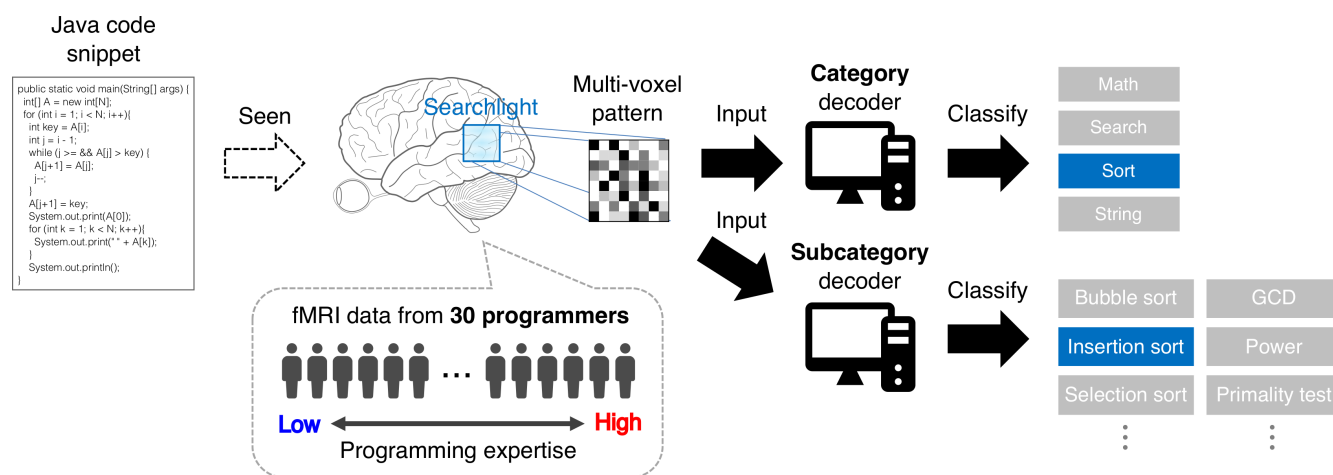 Java code
snippet
public static void main(String[] args) {
int[] A = new int[N];
for (int i = 1; i < N; i++){
int key = A[i];
int j = i - 1;
while (j >= && A[j] > key) {
A[j+1] = A[j];
j--;
}
A[j+1] = key;
System.out.print(A[0]);
for (int k = 1; k < N; k++){
System.out.print(" " + A[k]);
}
System.out.println();
}
Seen
Searchlight
Multi-voxel
pattern
Input
Category
decoder
Classify
Math
Search
Sort
String
Input
Subcategory
decoder
Classify
Bubble sort
GCD
Insertion sort
Power
Selection sort
Primality test
fMRI data from 30 programmers
...
Low
High
Programming expertise